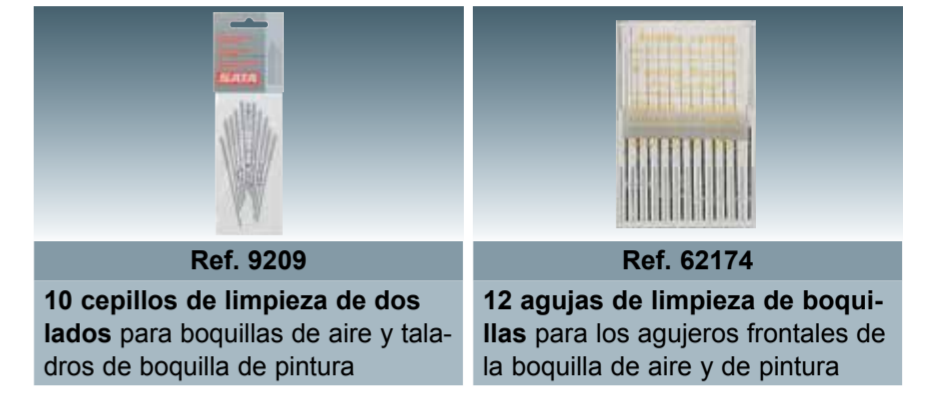 SATA
Ref. 9209
10 cepillos de limpieza de dos
lados para boquillas de aire y tala-
dros de boquilla de pintura
Ref. 62174
12 agujas de limpieza de boqui-
llas para los agujeros frontales de
la boquilla de aire y de pintura